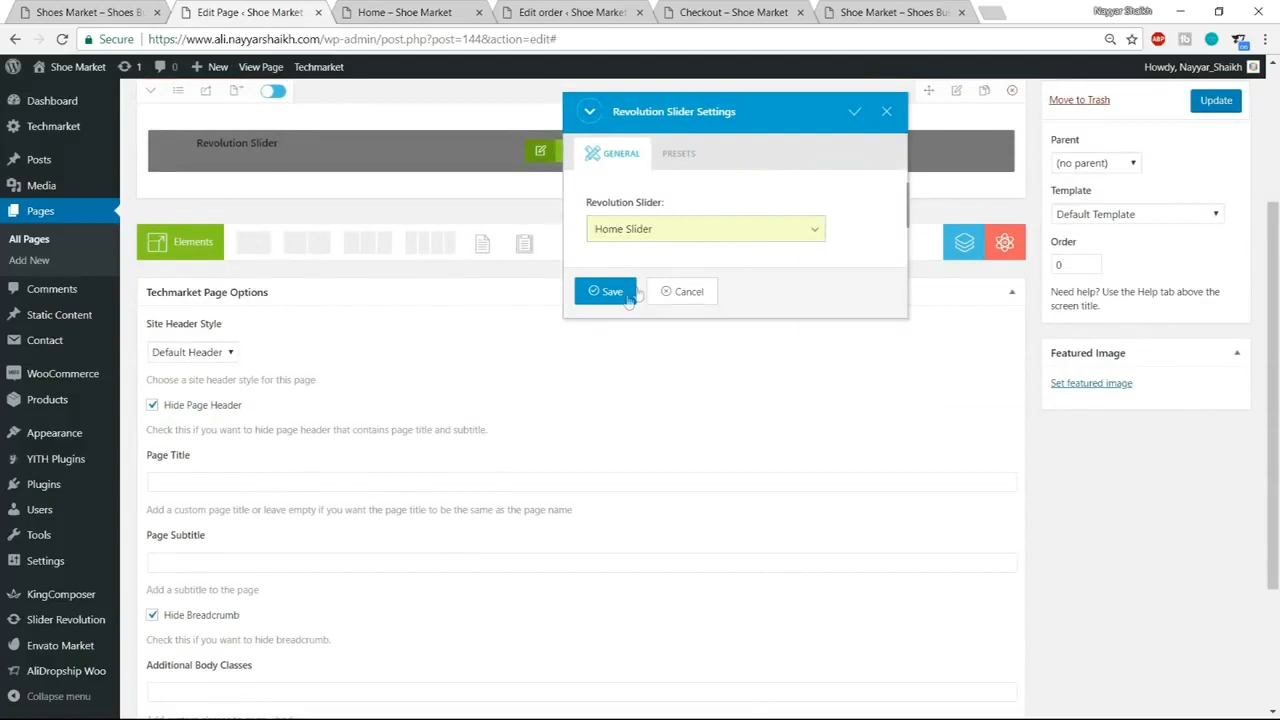 Shoes Market – Shoes Bu
Edit Page ‹ Shoe Market
Home – Shoe Market
Edit order ‹ Shoe Market
Checkout – Shoe Market
Shoe Market – Shoes Bu
Nayyar Shaikh
Secure
https://www.ali.nayyarshaikh.com/wp-admin/post.php?post=144&action=edit#
Shoe Market
1
0
New
View Page
Techmarket
Howdy, Nayyar_Shaikh
Dashboard
Techmarket
Posts
Media
Pages
All Pages
Add New
Comments
Static Content
Contact
WooCommerce
Products
Appearance
YITH Plugins
Plugins
Users
Tools
Settings
KingComposer
Slider Revolution
Envato Market
AliDropship Woo
Collapse menu
Revolution Slider
Revolution Slider Settings
GENERAL
PRESETS
Revolution Slider:
Home Slider
Save
Cancel
Elements
Techmarket Page Options
Site Header Style
Default Header
Choose a site header style for this page
Hide Page Header
Check this if you want to hide page header that contains page title and subtitle.
Page Title
Add a custom page title or leave empty if you want the page title to be the same as the page name
Page Subtitle
Add a subtitle to the page
Hide Breadcrumb
Check this if you want to hide breadcrumb.
Additional Body Classes
Move to Trash
Update
Parent
(no parent)
Template
Default Template
Order
0
Need help? Use the Help tab above the
screen title.
Featured Image
Set featured image